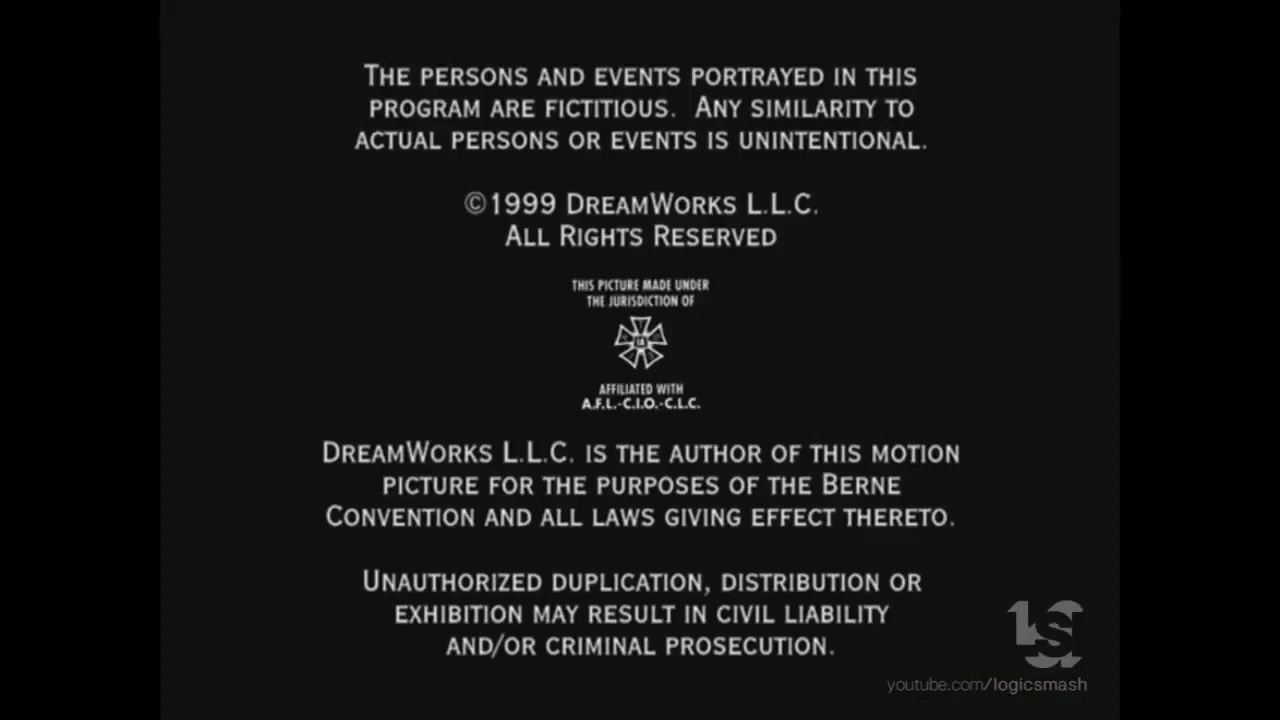 The persons and events portrayed in this
program are fictitious.  Any similarity to
actual persons or events is unintentional.
©1999 DreamWorks L.L.C.
All Rights Reserved
THIS PICTURE MADE UNDER
THE JURISDICTION OF
IA
AFFILIATED WITH
A.F.L.-C.I.O.-C.L.C.
DreamWorks L.L.C. is the author of this motion
picture for the purposes of the Berne
Convention and all laws giving effect thereto.
Unauthorized duplication, distribution or
exhibition may result in civil liability
and/or criminal prosecution.
LS
youtube.com/logicsmash